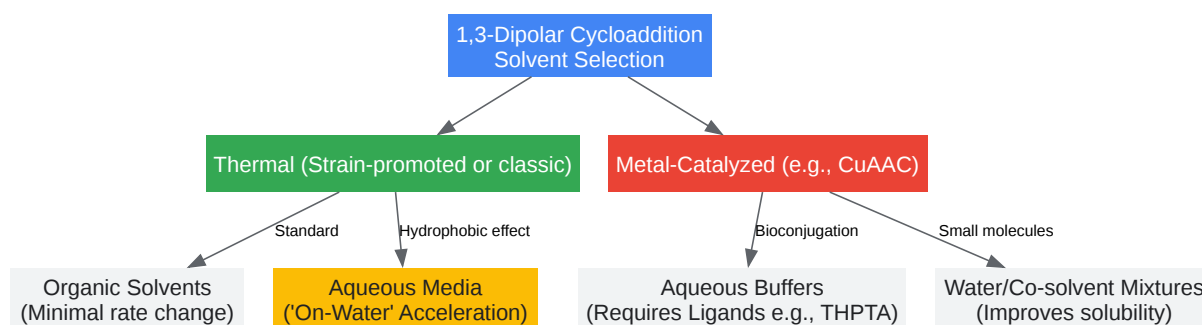 1,3-Dipolar Cycloaddition
Solvent Selection
Thermal (Strain-promoted or classic)
Metal-Catalyzed (e.g., CuAAC)
Standard
Hydrophobic effect
Bioconjugation
Small molecules
Organic Solvents
(Minimal rate change)
Aqueous Media
('On-Water' Acceleration)
Aqueous Buffers
(Requires Ligands e.g., THPTA)
Water/Co-solvent Mixtures
(Improves solubility)